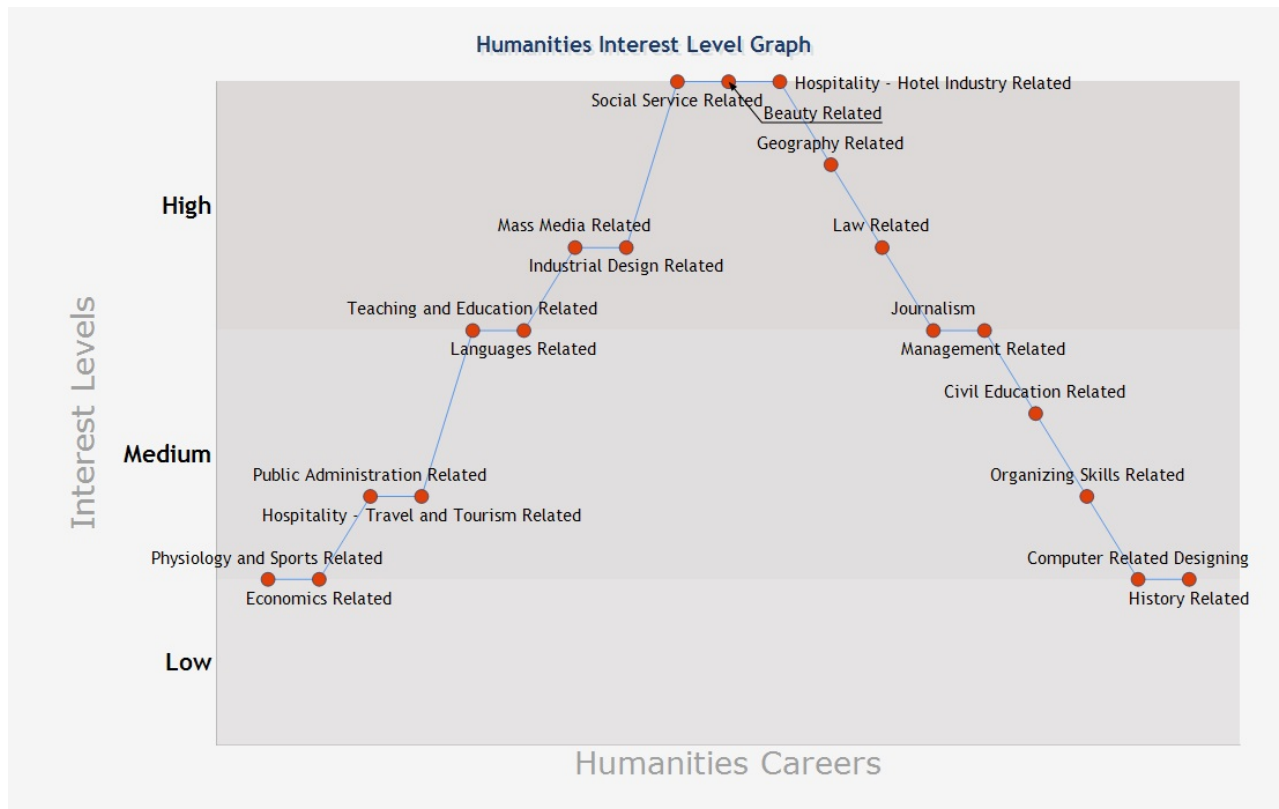 Humanities Interest Level Graph
Social Service Related
Hospitality - Hotel Industry Related
Beauty Related
Geography Related
High
Mass Media Related
Law Related
Industrial Design Related
Teaching and Education Related
Journalism
Languages Related
Management Related
Civil Education Related
Interest Levels
Medium
Public Administration Related
Organizing Skills Related
Hospitality - Travel and Tourism Related
Physiology and Sports Related
Computer Related Designing
Economics Related
History Related
Low
Humanities Careers